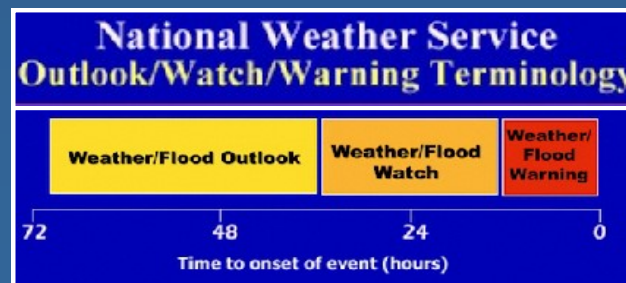 National Weather Service
Outlook/Watch/Warning Terminology
Weather/Flood Outlook
Weather/Flood
Watch
Weather/
Flood
Warning
72 48 24 0
Time to onset of event (hours)